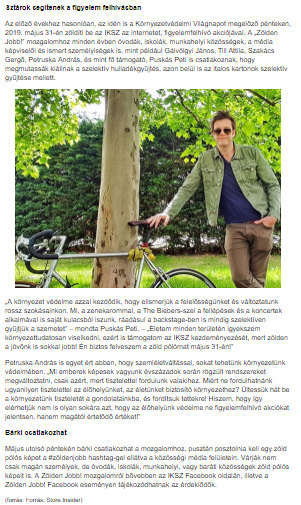 Sztárok segítenek a figyelem felhívásban
Az előző évekhez hasonlóan, az idén is a Környezetvédelmi Világnapot megelőző pénteken,
2019. május 31-én zöldíti be az IKSZ az internetet, figyelemfelhívó akciójával. A „Zölden
Jobb!” mozgalomhoz minden évben óvodák, iskolák, munkahelyi közösségek, a média
képviselői és ismert személyiségek is, mint például Gálvölgyi János, Till Attila, Szakács
Gergő, Petruska András, és mint fő támogató, Puskás Peti is csatlakoznak, hogy
megmutassák kiállnak a szelektív hulladékgyűjtés, azon belül is az italos kartonok szelektív
gyűjtése mellett.
„A környezet védelme azzal kezdődik, hogy elismerjük a felelősségünket és változtatunk
rossz szokásainkon. Mi, a zenekarommal, a The Biebers-szel a fellépések és a koncertek
alkalmával is saját kulacsból iszunk, ráadásul a backstage-ben is mindig szelektíven
gyűjtjük a szemetet” – mondta Puskás Peti. – „Életem minden területén igyekszem
környezettudatosan viselkedni, ezért is támogatom az IKSZ kezdeményezését, mert zölden
a jövőnk is sokkal jobb! Én biztos felveszem a zöld pólómat május 31-én!”
Petruska András is egyet ért abban, hogy szemléletváltással, sokat tehetünk környezetünk
védelmében. „Mi emberek képesek vagyunk évszázadok során rögzült rendszereket
megváltoztatni, csak azért, mert tisztelettel fordulunk valakihez. Miért ne fordulhatnánk
ugyanilyen tisztelettel az élőhelyünket, az életünket biztosító környezethez? Ültessük hát be
a környezetünk tiszteletét a gondolatainkba, és fordítsuk tettekre! Hiszem, hogy így
elérhetjük nem is olyan sokára azt, hogy az élőhelyünk védelme ne figyelemfelhívó akciókat
jelentsen, hanem magától értetődő értéket!”
Bárki csatlakozhat
Május utolsó péntekén bárki csatlakozhat a mozgalomhoz, pusztán posztolnia kell egy zöld
pólós képet a #zöldenjobb hashtag-gel ellátva a közösségi média felületein. Várják nem
csak magán személyek, de óvodák, iskolák, munkahelyi, vagy baráti közösségek zöld pólós
képeit is. A Zölden Jobb! mozgalomról bővebben az IKSZ Facebook oldalán, illetve a
Zölden Jobb! Facebook eseményen tájékozódhatnak az érdeklődők.
(forrás: Forrás: Store Insider)